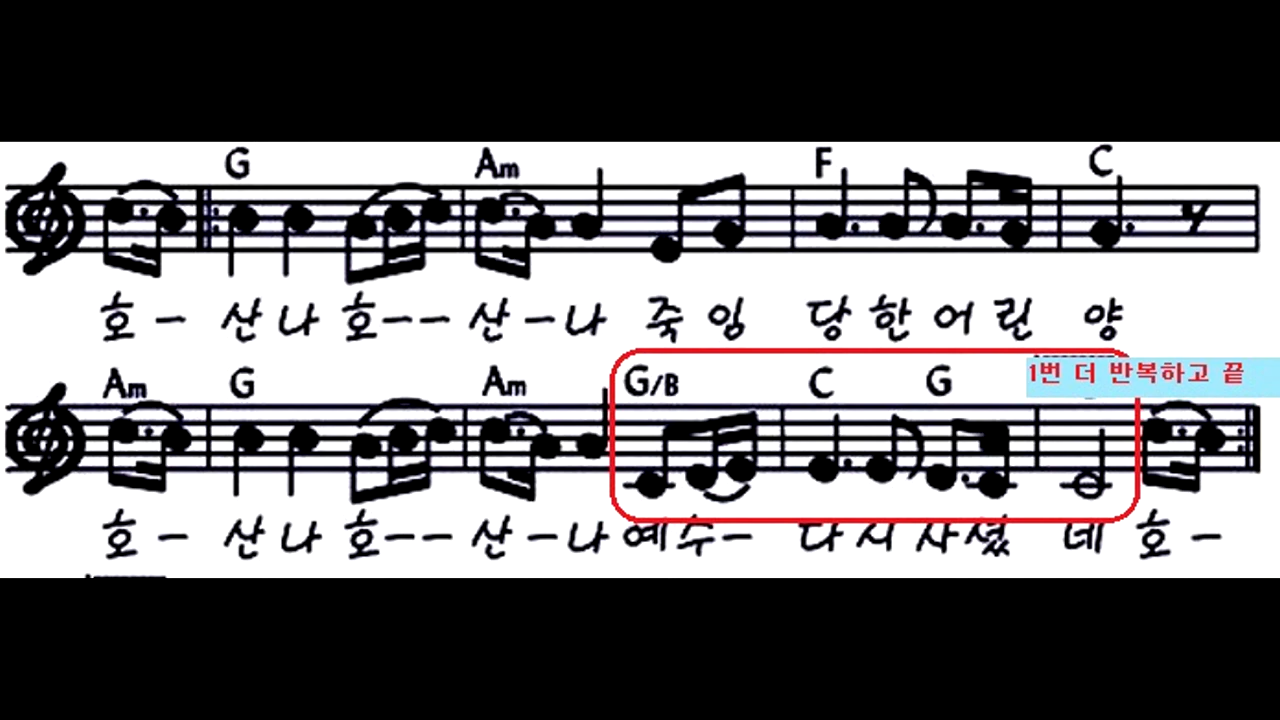 G Am F C
호 - 산 나 호 - - 산 - 나 죽 임 당 한 어 린 양
Am G Am G/B C G
1번 더 반복하고 끝
호 - 산 나 호 - - 산 - 나 예 수 - 다 시 사 셨 네 호 -